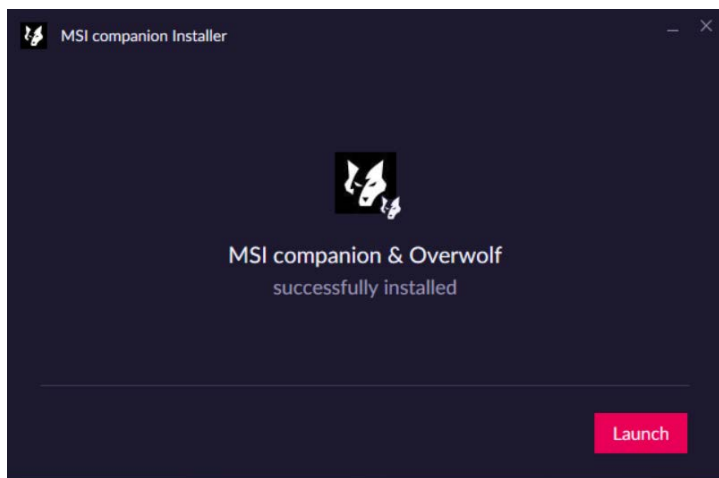 MSI companion Installer
MSI companion & Overwolf
successfully installed
Launch